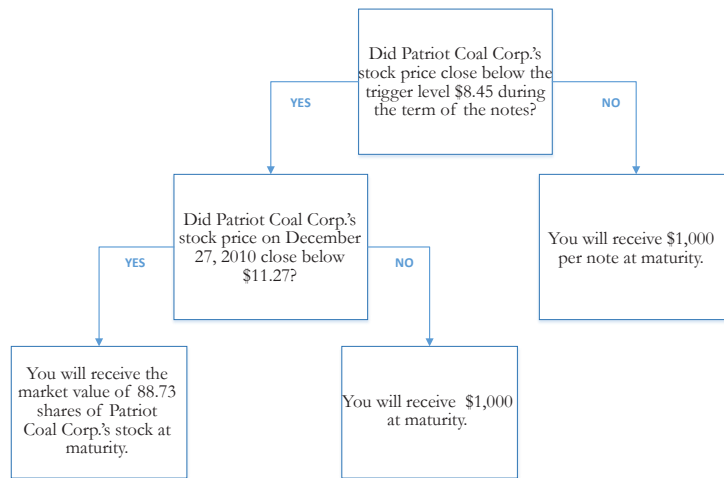 Did Patriot Coal Corp.'s
stock price close below the
trigger level $8.45 during
the term of the notes?
YES
NO
Did Patriot Coal Corp.'s
stock price on December
27, 2010 close below
$11.27?
You will receive $1,000
per note at maturity.
YES
NO
You will receive the
market value of 88.73
shares of Patriot
Coal Corp.'s stock at
maturity.
You will receive $1,000
at maturity.